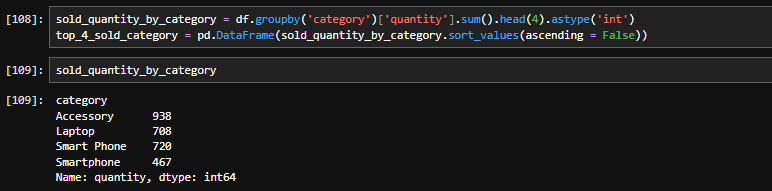 [108]: sold_quantity_by_category = df.groupby('category')['quantity'].sum().head(4).astype('int')
top_4_sold_category = pd.DataFrame(sold_quantity_by_category.sort_values(ascending = False))
[109]: sold_quantity_by_category
[109]: category
Accessory 938
Laptop 708
Smart Phone 720
Smartphone 467
Name: quantity, dtype: int64